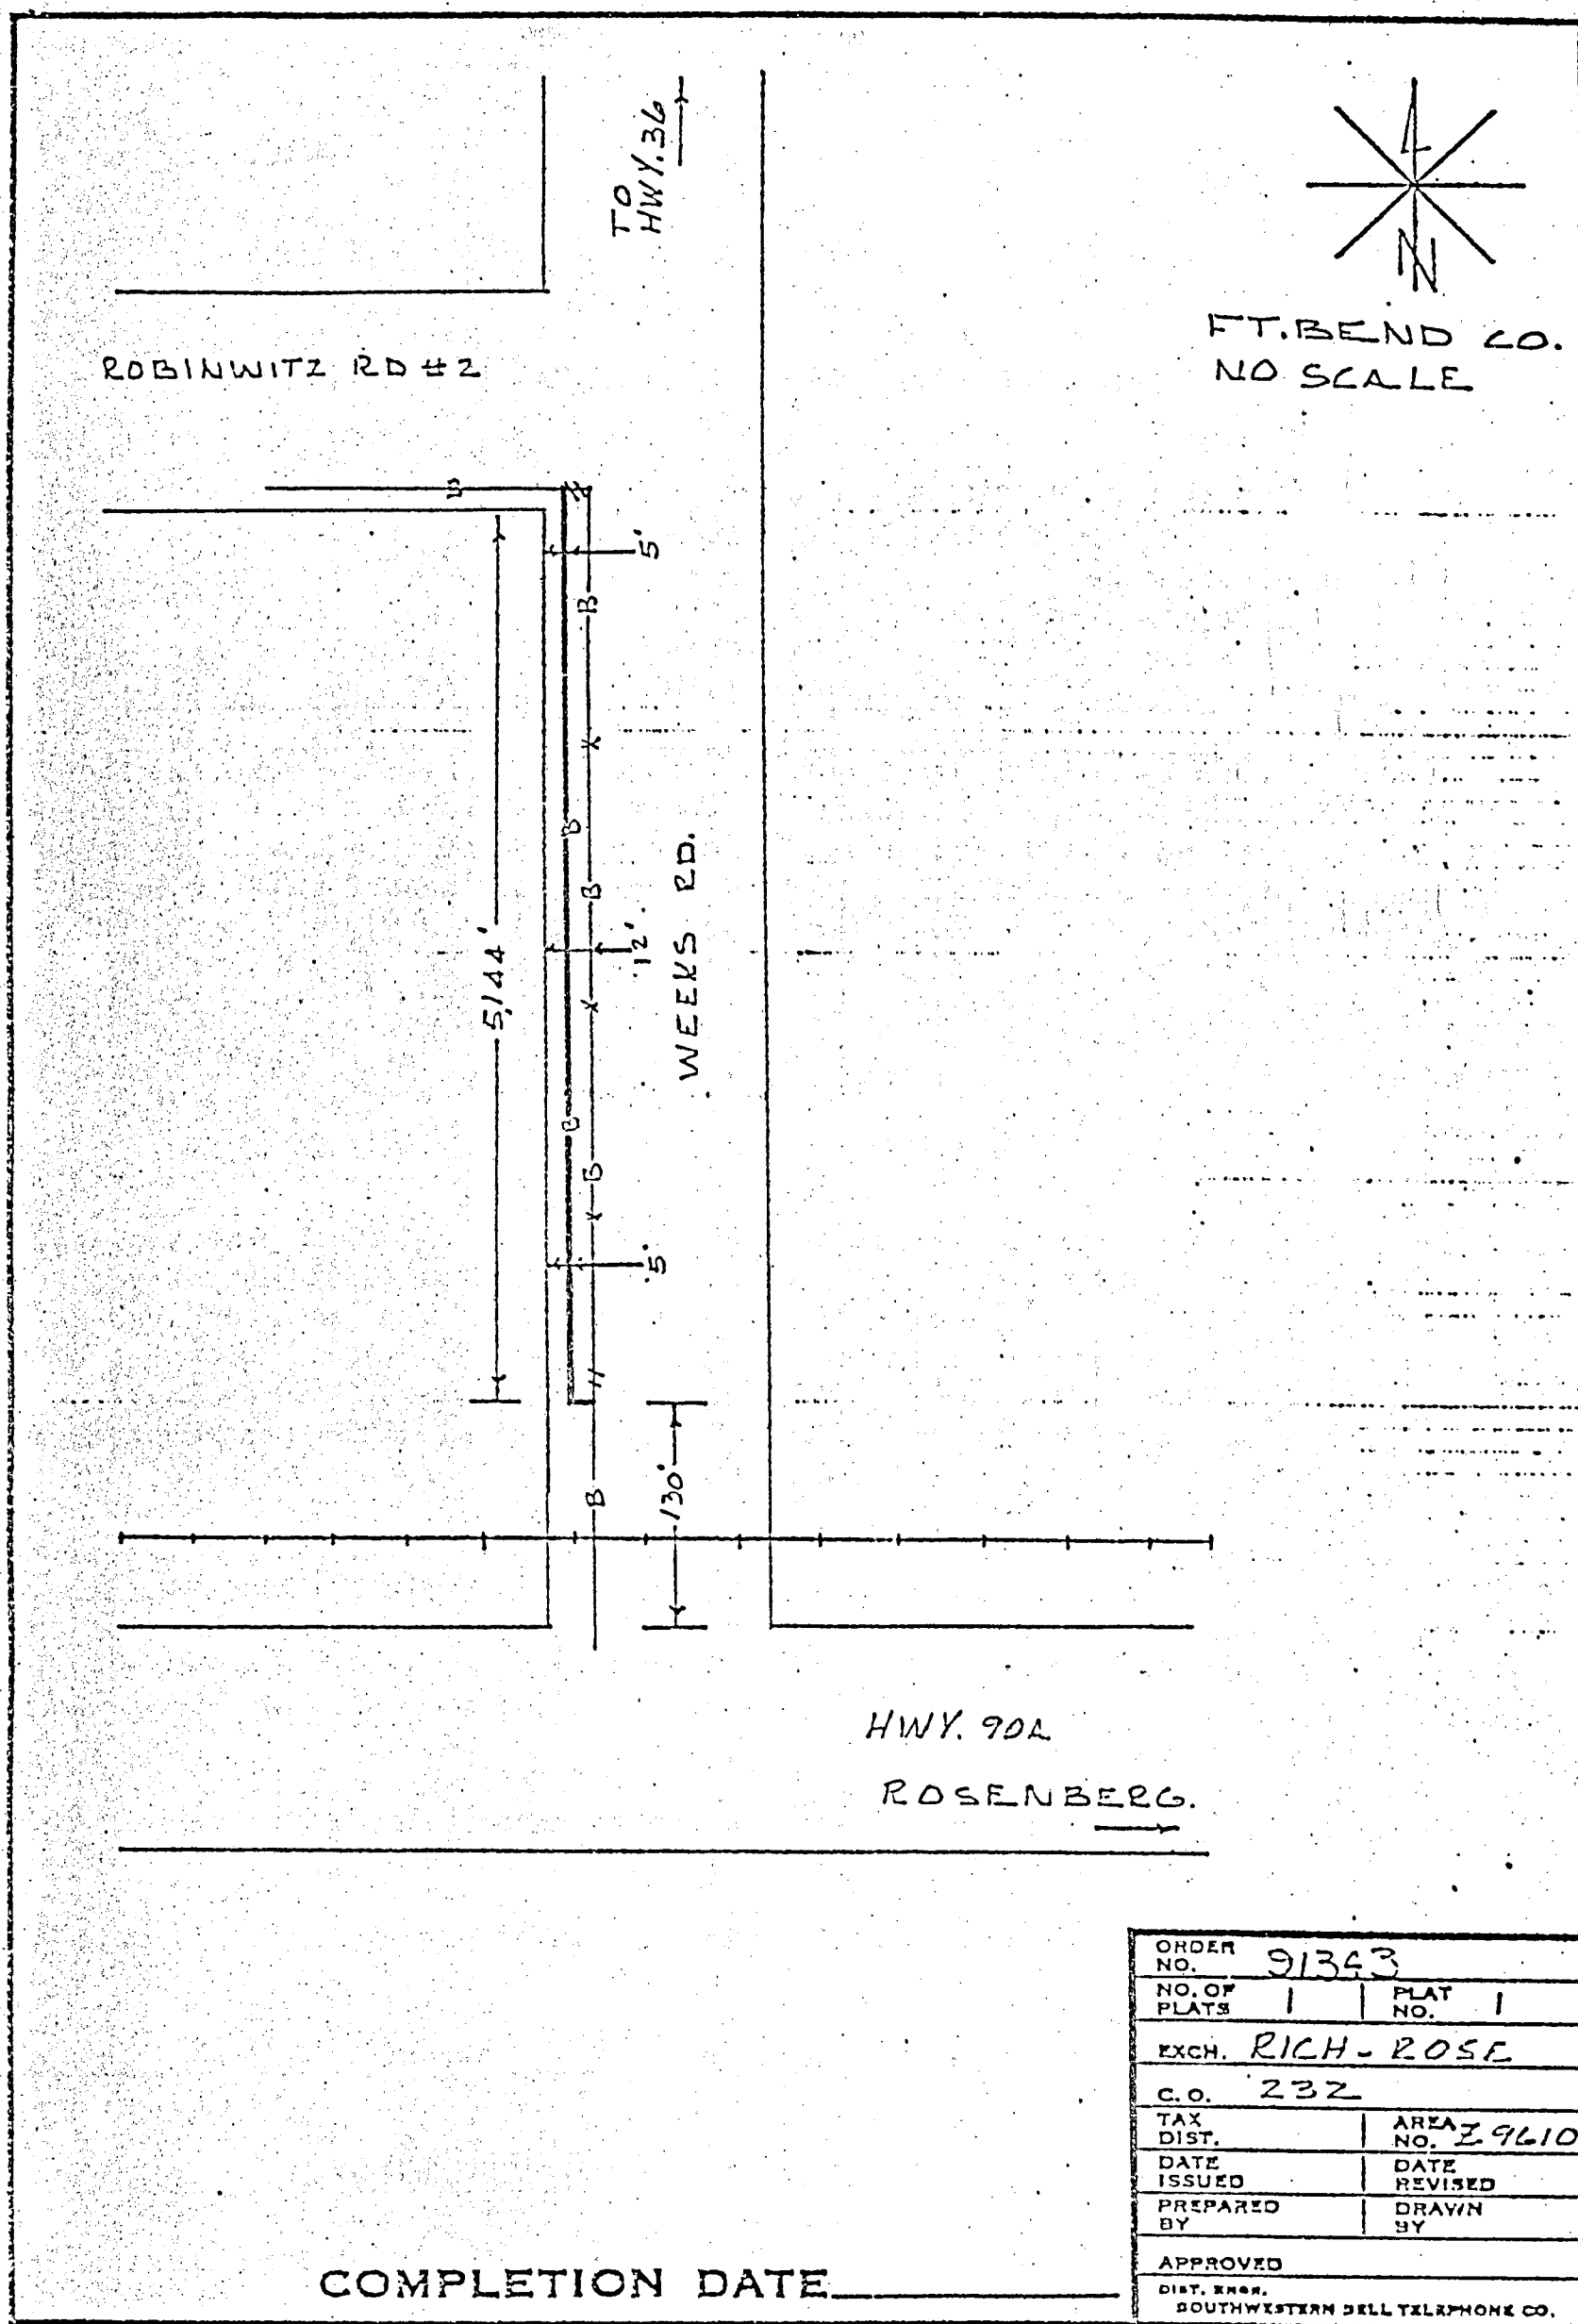 TO
HWY. 36
N
FT. BEND CO.
NO SCALE
ROBINWITZ RD #2
B
5'
B
X
B
B
12'
5,144'
WEEKS RD.
X
B
B
X
5'
B
130'
HWY. 90A
ROSENBERG.
ORDER NO. 91343
NO. OF PLATS 1 PLAT NO. 1
EXCH. RICH - ROSE
C. O. 232
TAX DIST. AREA NO. Z9610
DATE ISSUED DATE REVISED
PREPARED BY DRAWN BY
APPROVED
DIST. ENGR.
SOUTHWESTERN BELL TELEPHONE CO.
COMPLETION DATE